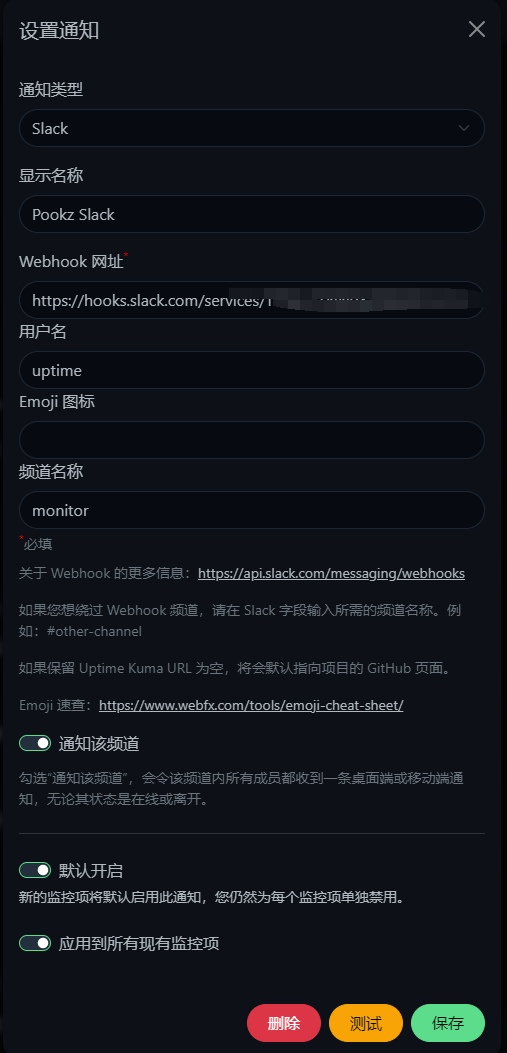 设置通知
通知类型
Slack
显示名称
Pookz Slack
Webhook 网址*
https://hooks.slack.com/services/
用户名
uptime
Emoji 图标
频道名称
monitor
*必填
关于 Webhook 的更多信息：https://api.slack.com/messaging/webhooks
如果您想绕过 Webhook 频道，请在 Slack 字段输入所需的频道名称。例
如：#other-channel
如果保留 Uptime Kuma URL 为空，将会默认指向项目的 GitHub 页面。
Emoji 速查：https://www.webfx.com/tools/emoji-cheat-sheet/
通知该频道
勾选“通知该频道”，会令该频道内所有成员都收到一条桌面端或移动端通
知，无论其状态是在线或离开。
默认开启
新的监控项将默认启用此通知，您仍然为每个监控项单独禁用。
应用到所有现有监控项
删除
测试
保存